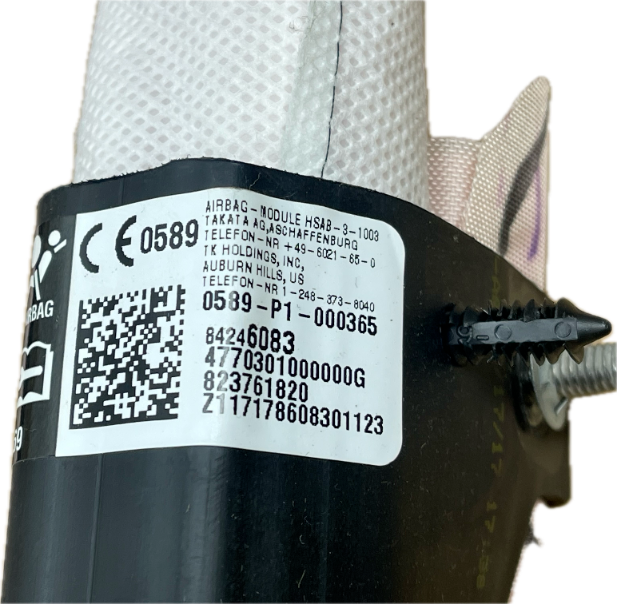 CE 0589
AIRBAG-MODULE HSAB-3-1003
TAKATA AG,ASCHAFFENBURG
TELEFON-NR +49-6021-65-0
TK HOLDINGS, INC,
AUBURN HILLS, US
TELEFON-NR 1-248-373-8040
0589-P1-000365
84246083
4770301000000G
823761820
Z117178608301123
RBAG